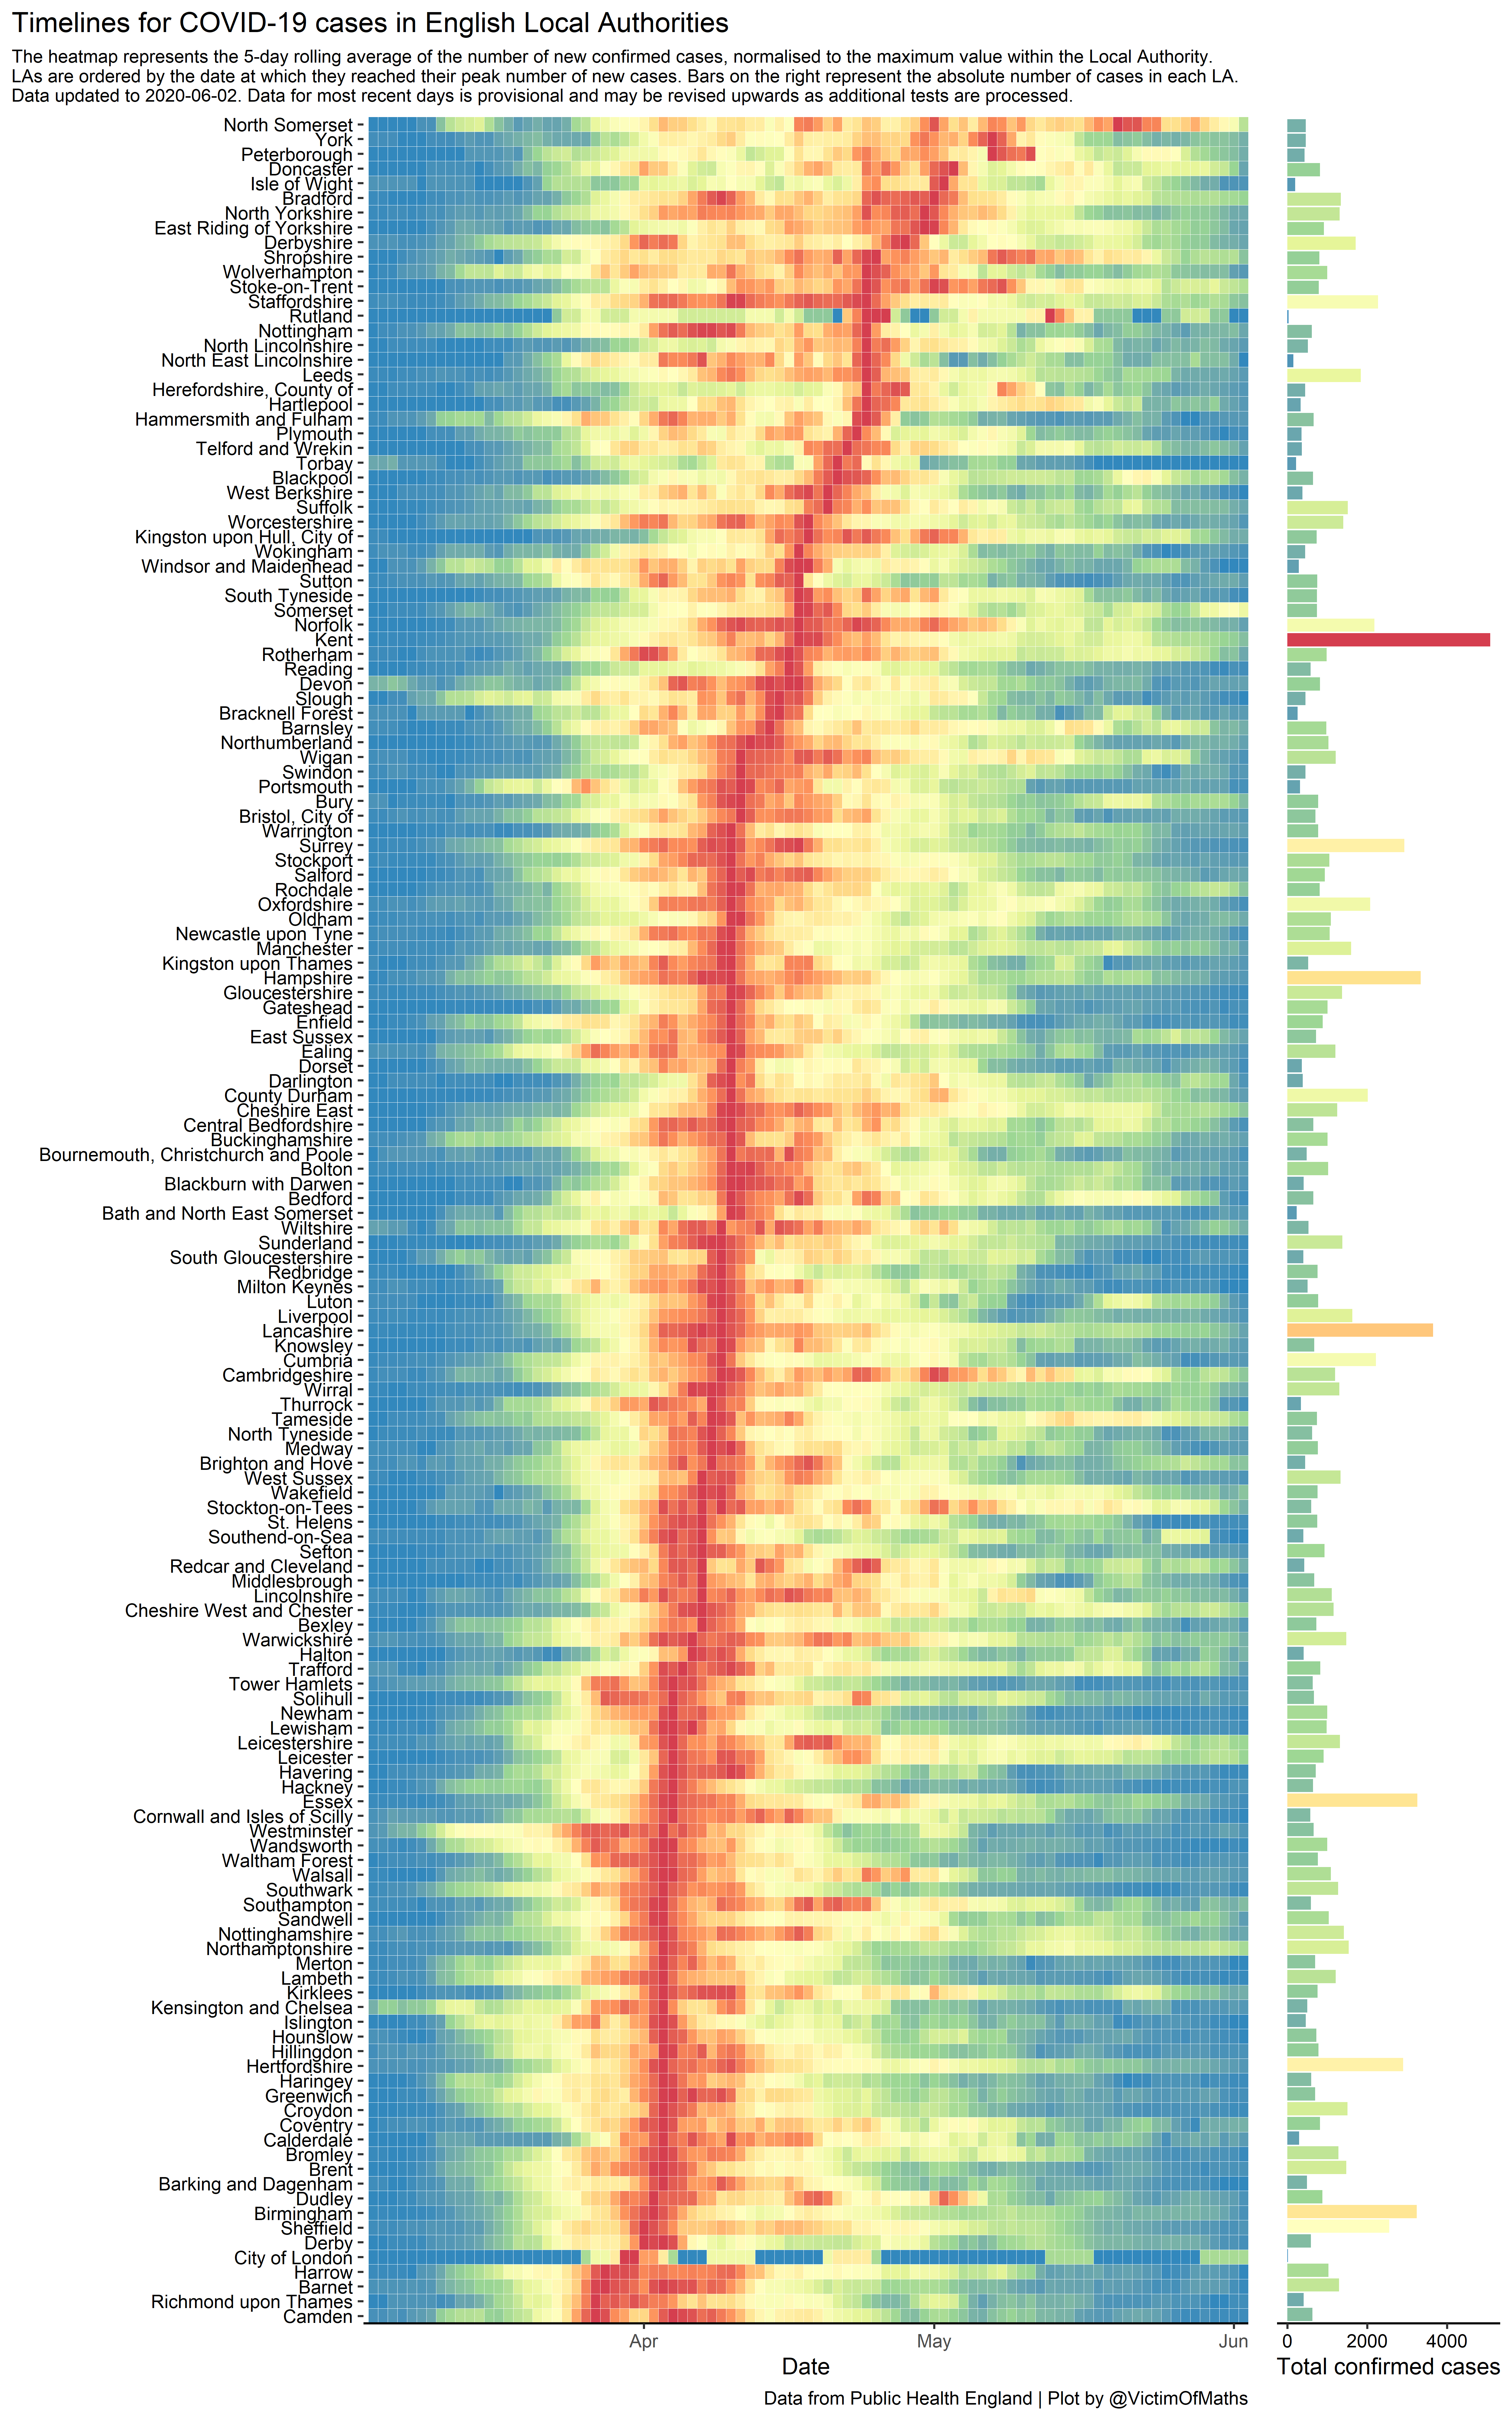 Timelines for COVID-19 cases in English Local Authorities
The heatmap represents the 5-day rolling average of the number of new confirmed cases, normalised to the maximum value within the Local Authority.
LAs are ordered by the date at which they reached their peak number of new cases. Bars on the right represent the absolute number of cases in each LA.
Data updated to 2020-06-02. Data for most recent days is provisional and may be revised upwards as additional tests are processed.
North Somerset
York
Peterborough
Doncaster
Isle of Wight
Bradford
North Yorkshire
East Riding of Yorkshire
Derbyshire
Shropshire
Wolverhampton
Stoke-on-Trent
Staffordshire
Rutland
Nottingham
North Lincolnshire
North East Lincolnshire
Leeds
Herefordshire, County of
Hartlepool
Hammersmith and Fulham
Plymouth
Telford and Wrekin
Torbay
Blackpool
West Berkshire
Suffolk
Worcestershire
Kingston upon Hull, City of
Wokingham
Windsor and Maidenhead
Sutton
South Tyneside
Somerset
Norfolk
Kent
Rotherham
Reading
Devon
Slough
Bracknell Forest
Barnsley
Northumberland
Wigan
Swindon
Portsmouth
Bury
Bristol, City of
Warrington
Surrey
Stockport
Salford
Rochdale
Oxfordshire
Oldham
Newcastle upon Tyne
Manchester
Kingston upon Thames
Hampshire
Gloucestershire
Gateshead
Enfield
East Sussex
Ealing
Dorset
Darlington
County Durham
Cheshire East
Central Bedfordshire
Buckinghamshire
Bournemouth, Christchurch and Poole
Bolton
Blackburn with Darwen
Bedford
Bath and North East Somerset
Wiltshire
Sunderland
South Gloucestershire
Redbridge
Milton Keynes
Luton
Liverpool
Lancashire
Knowsley
Cumbria
Cambridgeshire
Wirral
Thurrock
Tameside
North Tyneside
Medway
Brighton and Hove
West Sussex
Wakefield
Stockton-on-Tees
St. Helens
Southend-on-Sea
Sefton
Redcar and Cleveland
Middlesbrough
Lincolnshire
Cheshire West and Chester
Bexley
Warwickshire
Halton
Trafford
Tower Hamlets
Solihull
Newham
Lewisham
Leicestershire
Leicester
Havering
Hackney
Essex
Cornwall and Isles of Scilly
Westminster
Wandsworth
Waltham Forest
Walsall
Southwark
Southampton
Sandwell
Nottinghamshire
Northamptonshire
Merton
Lambeth
Kirklees
Kensington and Chelsea
Islington
Hounslow
Hillingdon
Hertfordshire
Haringey
Greenwich
Croydon
Coventry
Calderdale
Bromley
Brent
Barking and Dagenham
Dudley
Birmingham
Sheffield
Derby
City of London
Harrow
Barnet
Richmond upon Thames
Camden
Apr May Jun 0 2000 4000
Date Total confirmed cases
Data from Public Health England | Plot by @VictimOfMaths